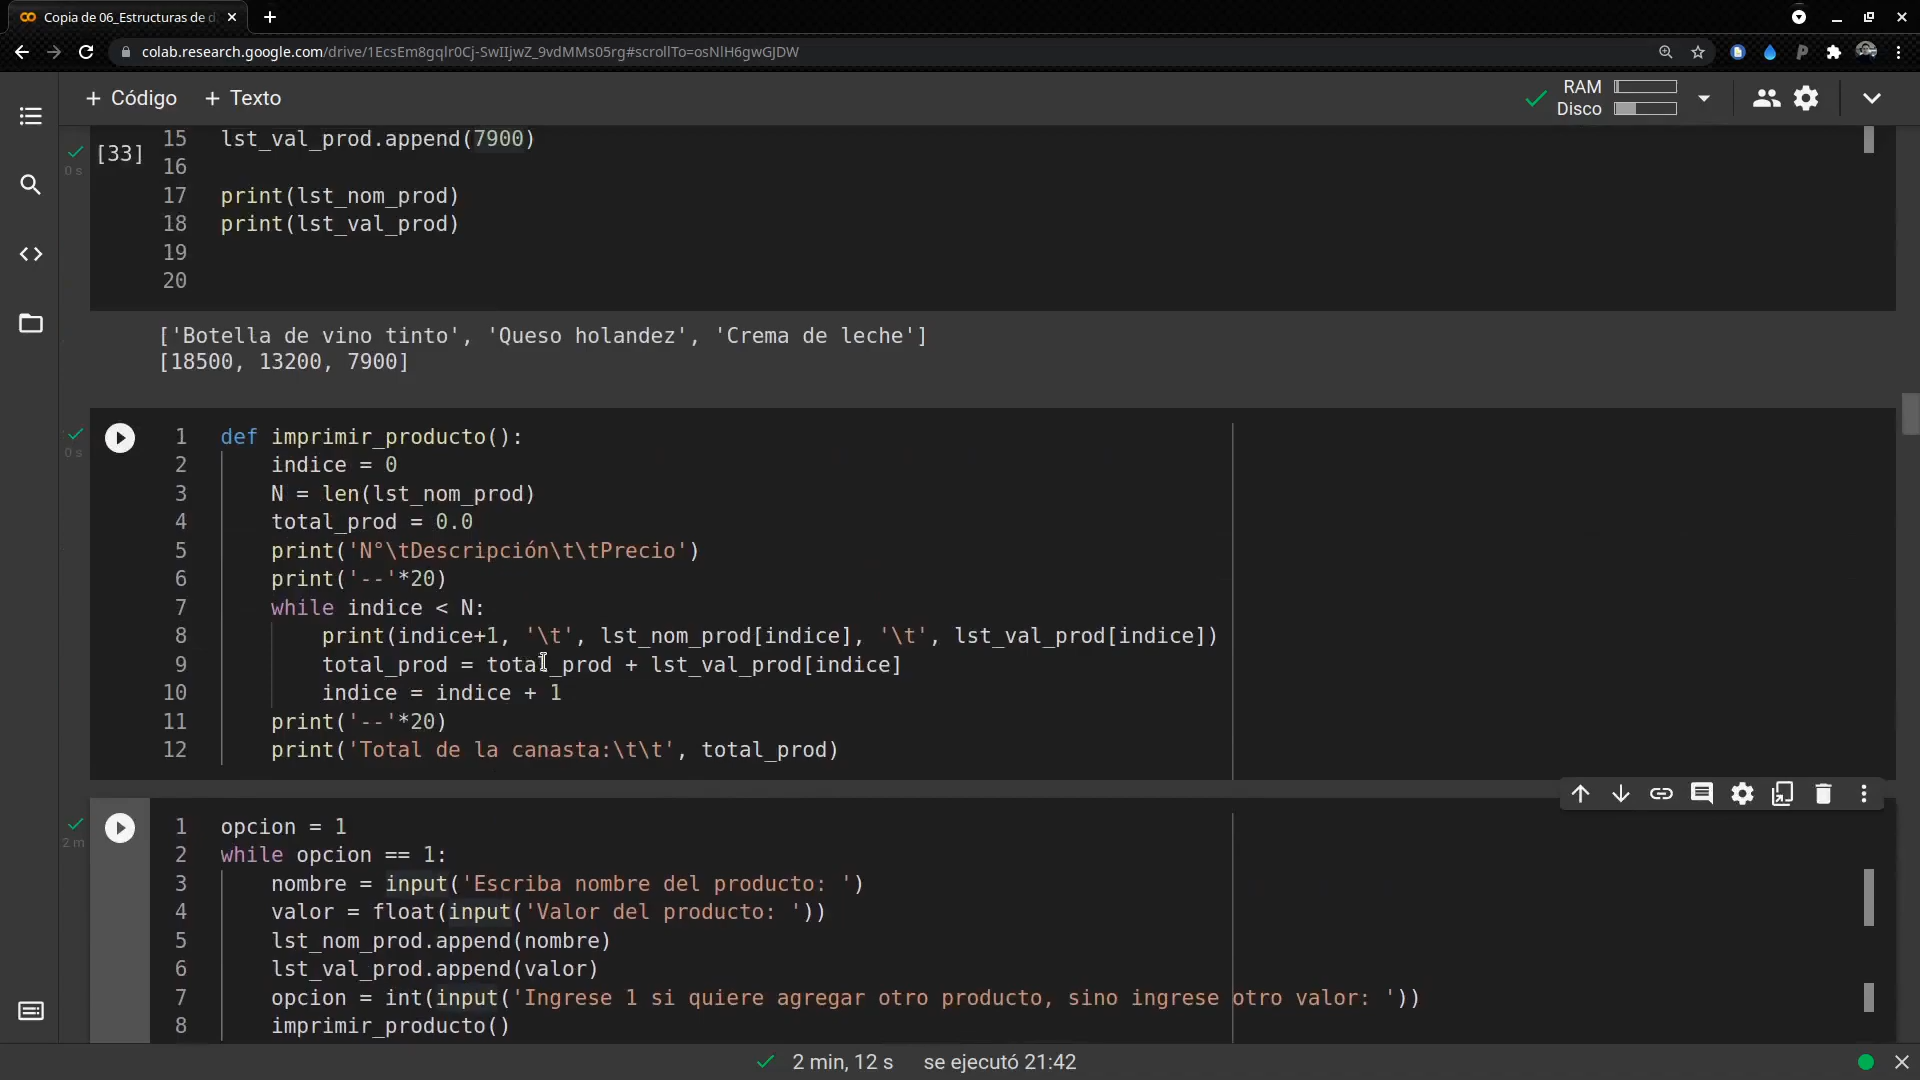 Copia de 06_Estructuras de d
colab.research.google.com/drive/1EcsEm8gqlr0Cj-SwIIjwZ_9vdMMs05rg#scrollTo=osNlH6gwGJDW
+ Código + Texto
RAM
Disco
[33]
0 s
15 lst_val_prod.append(7900)
16
17 print(lst_nom_prod)
18 print(lst_val_prod)
19
20
['Botella de vino tinto', 'Queso holandez', 'Crema de leche']
[18500, 13200, 7900]
0 s
1 def imprimir_producto():
2 indice = 0
3 N = len(lst_nom_prod)
4 total_prod = 0.0
5 print('N°\tDescripción\t\tPrecio')
6 print('--'*20)
7 while indice < N:
8 print(indice+1, '\t', lst_nom_prod[indice], '\t', lst_val_prod[indice])
9 total_prod = total_prod + lst_val_prod[indice]
10 indice = indice + 1
11 print('--'*20)
12 print('Total de la canasta:\t\t', total_prod)
2 m
1 opcion = 1
2 while opcion == 1:
3 nombre = input('Escriba nombre del producto: ')
4 valor = float(input('Valor del producto: '))
5 lst_nom_prod.append(nombre)
6 lst_val_prod.append(valor)
7 opcion = int(input('Ingrese 1 si quiere agregar otro producto, sino ingrese otro valor: '))
8 imprimir_producto()
2 min, 12 s se ejecutó 21:42